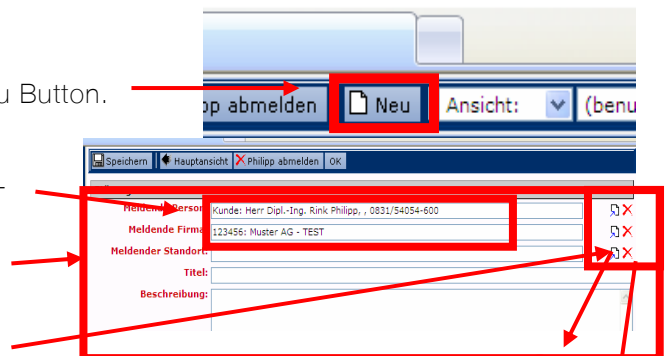 u Button.
abmelden Neu Ansicht: (benu
Speichern Hauptansicht Philipp abmelden OK
Meldende Person: Kunde: Herr Dipl.-Ing. Rink Philipp, , 0831/54054-600
Meldende Firma: 123456: Muster AG - TEST
Meldender Standort:
Titel:
Beschreibung: